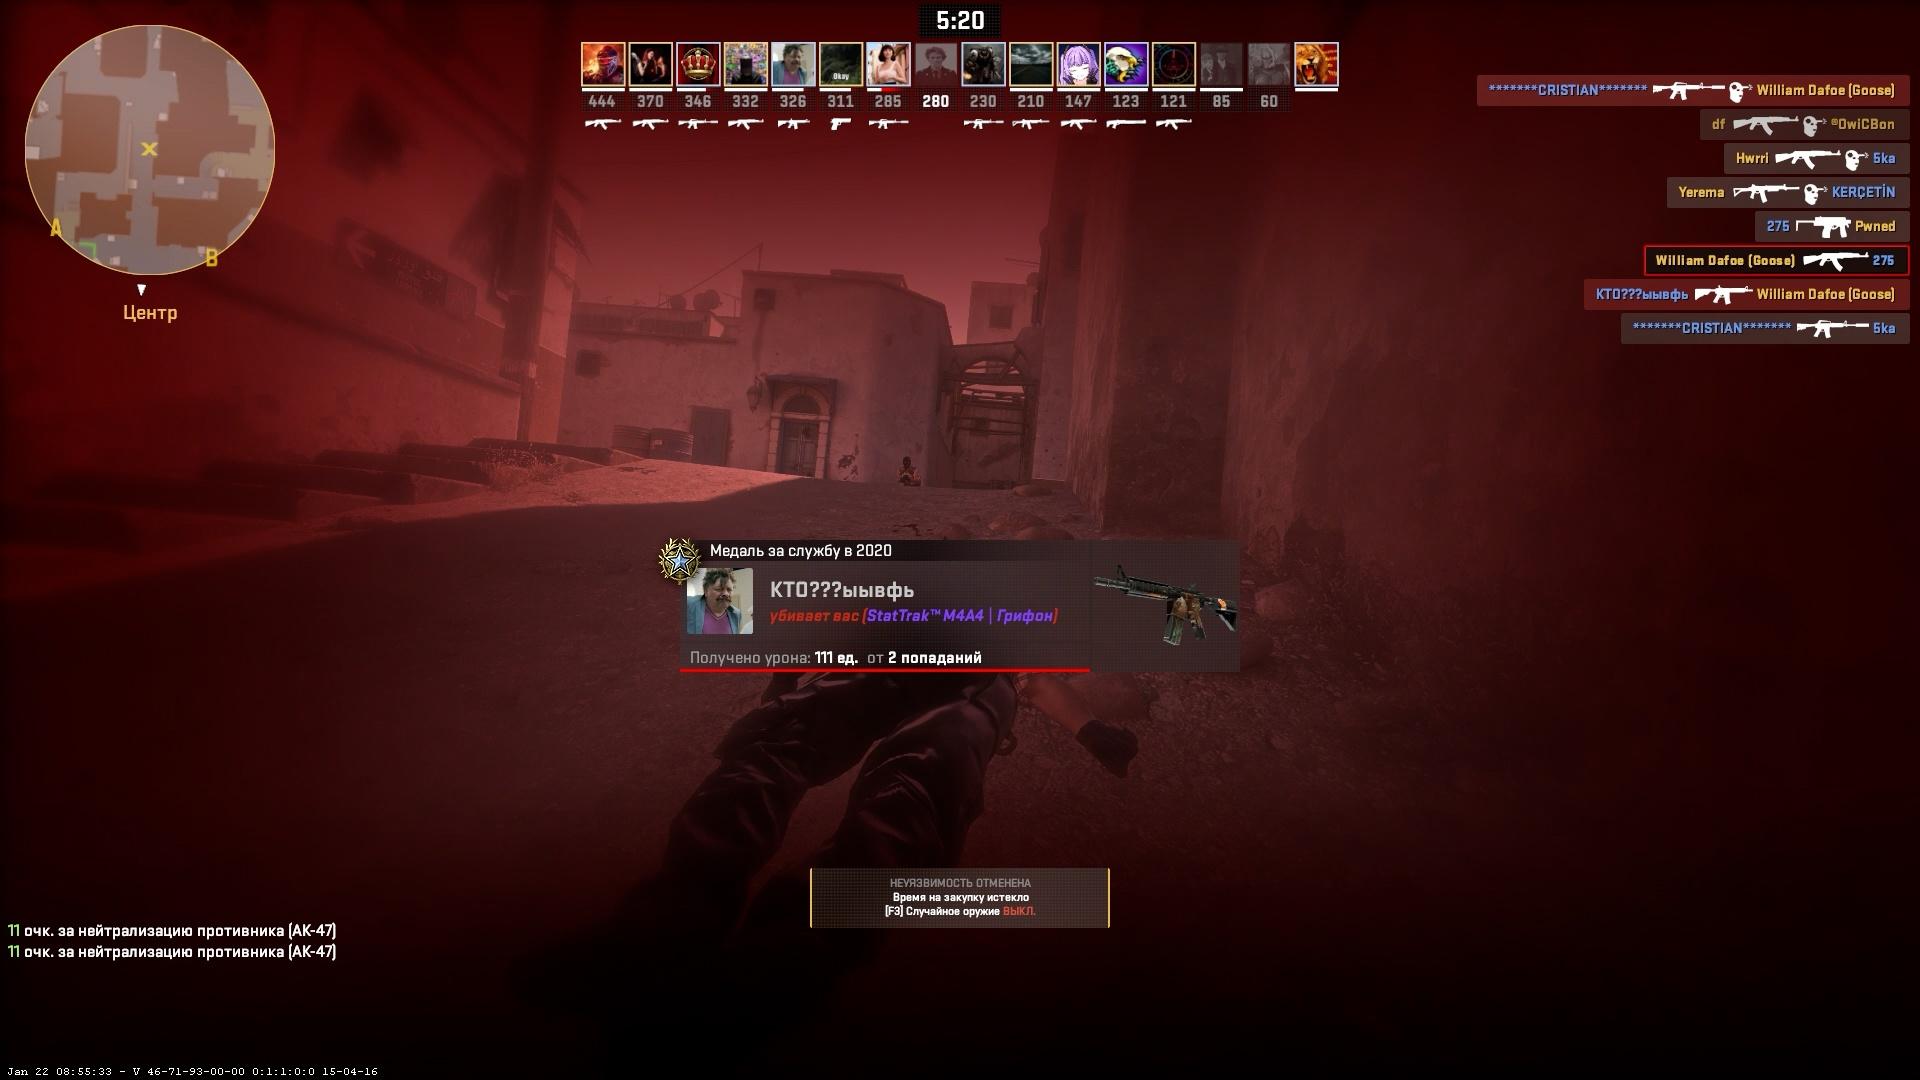 5:20
Okay
444 370 346 332 326 311 285 280 230 210 147 123 121 85 60
A
B
Центр
*******CRISTIAN******* William Dafoe (Goose)
df @OwiCBon
Hwrri 5ka
Yerema KERÇETİN
275 Pwned
William Dafoe (Goose) 275
КТО???ыывфь William Dafoe (Goose)
*******CRISTIAN******* 5ka
Медаль за службу в 2020
КТО???ыывфь
убивает вас (StatTrak™ M4A4 | Грифон)
Получено урона: 111 ед. от 2 попаданий
НЕУЯЗВИМОСТЬ ОТМЕНЕНА
Время на закупку истекло
[F3] Случайное оружие ВЫКЛ.
11 очк. за нейтрализацию противника (AK-47)
11 очк. за нейтрализацию противника (AK-47)
Jan 22 08:55:33 - V 46-71-93-00-00 0:1:1:0:0 15-04-16